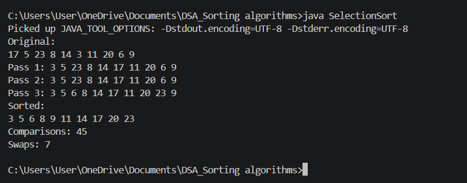 C:\Users\User\OneDrive\Documents\DSA_Sorting algorithms>java SelectionSort
Picked up JAVA_TOOL_OPTIONS: -Dstdout.encoding=UTF-8 -Dstderr.encoding=UTF-8
Original:
17 5 23 8 14 3 11 20 6 9
Pass 1: 3 5 23 8 14 17 11 20 6 9
Pass 2: 3 5 23 8 14 17 11 20 6 9
Pass 3: 3 5 6 8 14 17 11 20 23 9
Sorted:
3 5 6 8 9 11 14 17 20 23
Comparisons: 45
Swaps: 7
C:\Users\User\OneDrive\Documents\DSA_Sorting algorithms>